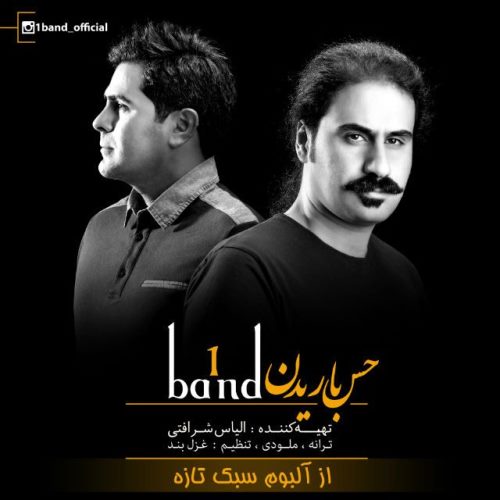 1band_official
حس باریدن
1
band
تهیه‌کننده : الیاس شرافتی
ترانه ، ملودی ، تنظیم : غزل بند
از آلبوم سبک تازه